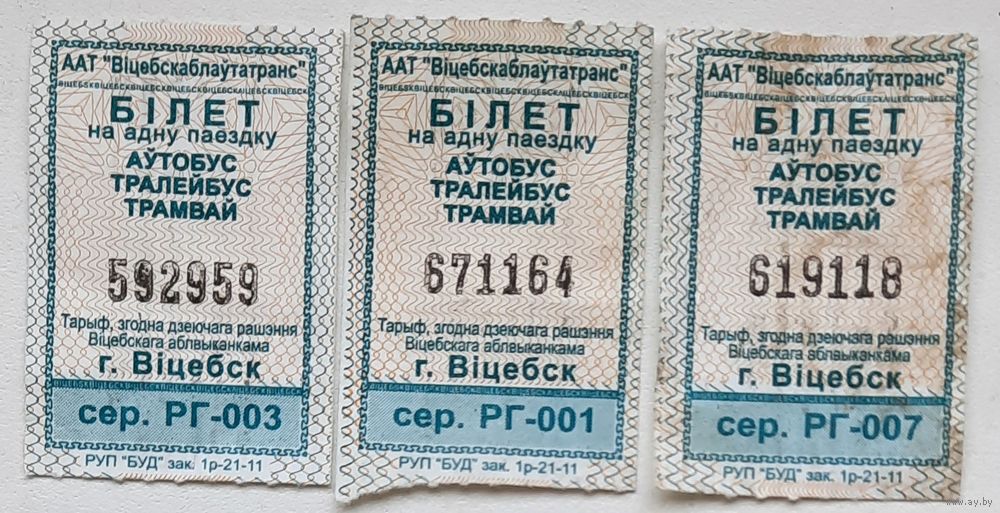 ААТ "Віцебскаблаўтатранс"
БІЛЕТ
на адну паездку
АЎТОБУС
ТРАЛЕЙБУС
ТРАМВАЙ
592959
Тарыф, згодна дзеючага рашэння
Віцебскага аблвыканкама
г. Віцебск
сер. РГ-003
РУП "БУД" зак. 1р-21-11
ААТ "Віцебскаблаўтатранс"
БІЛЕТ
на адну паездку
АЎТОБУС
ТРАЛЕЙБУС
ТРАМВАЙ
671164
Тарыф, згодна дзеючага рашэння
Віцебскага аблвыканкама
г. Віцебск
сер. РГ-001
РУП "БУД" зак. 1р-21-11
ААТ "Віцебскаблаўтатранс"
БІЛЕТ
на адну паездку
АЎТОБУС
ТРАЛЕЙБУС
ТРАМВАЙ
619118
Тарыф, згодна дзеючага рашэння
Віцебскага аблвыканкама
г. Віцебск
сер. РГ-007
РУП "БУД" зак. 1р-21-11
www.ay.by